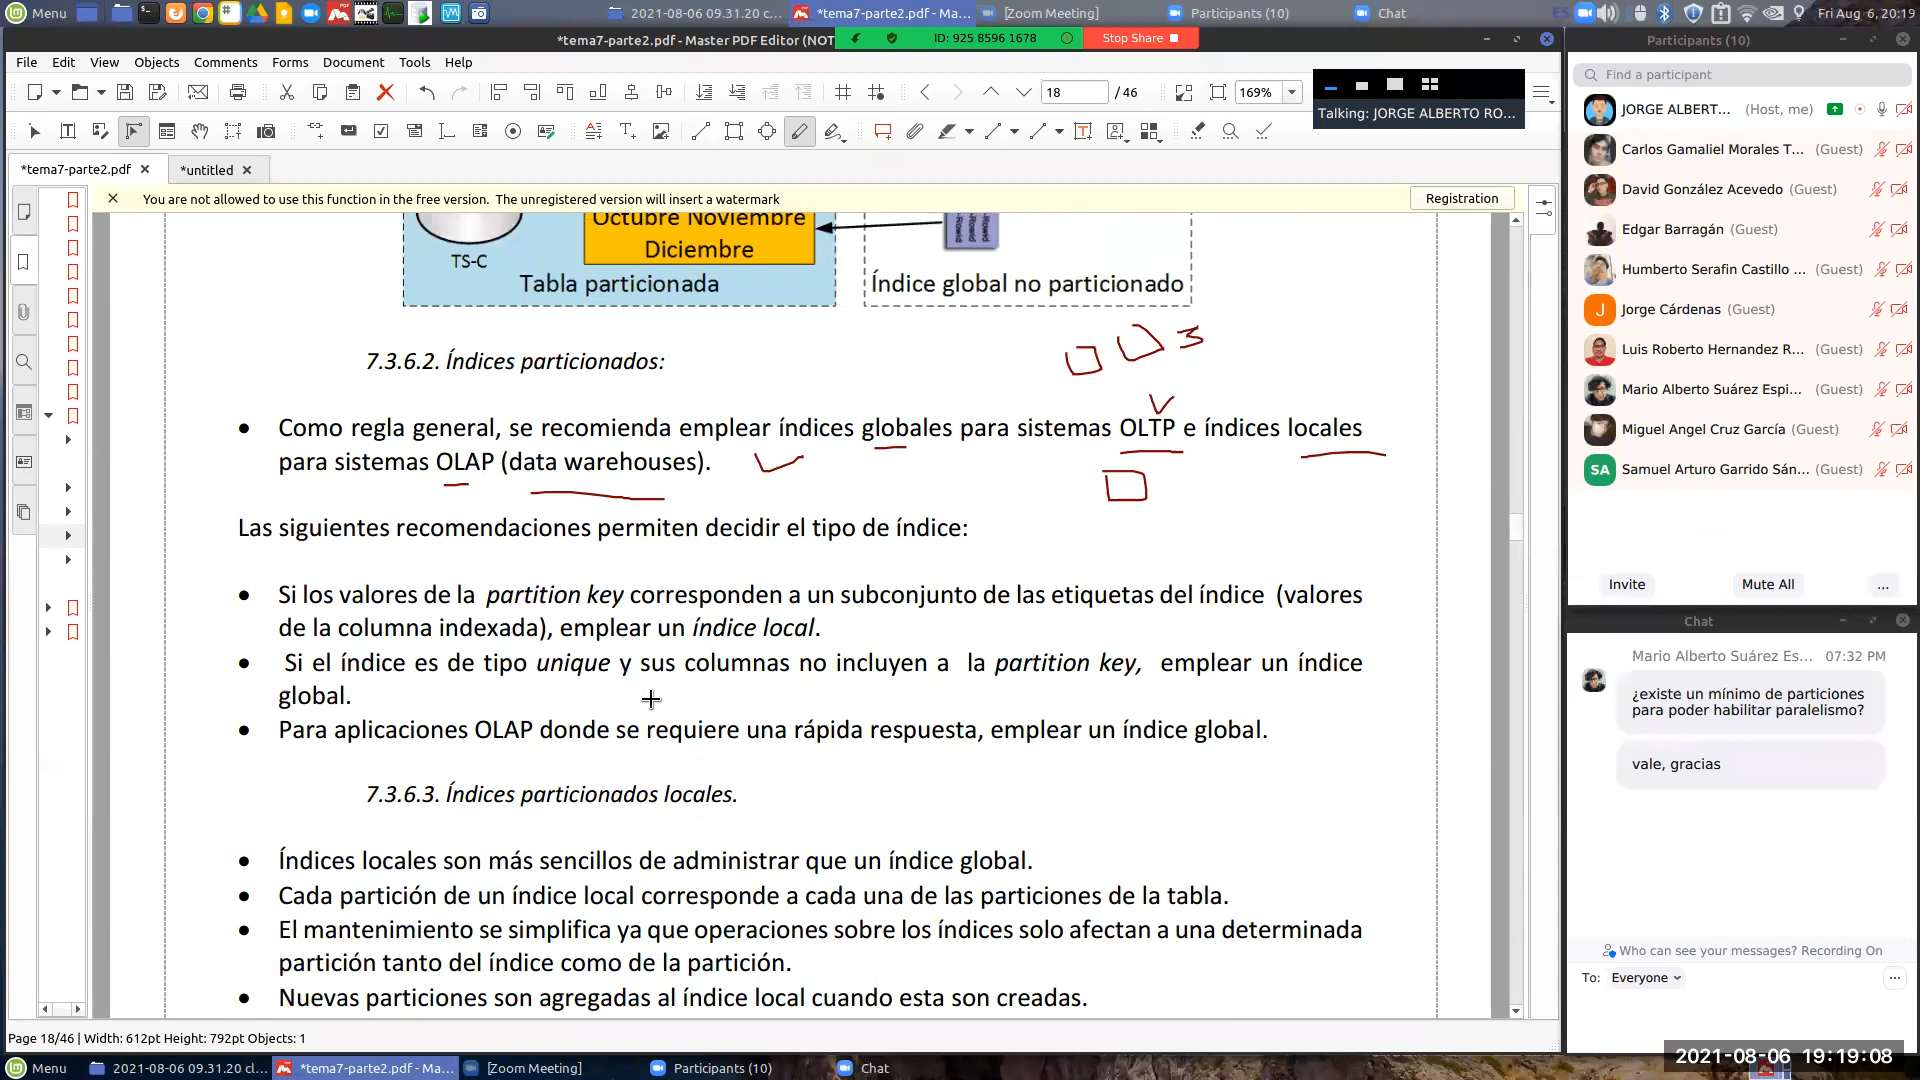 Menu
2021-08-06 09.31.20 c...
*tema7-parte2.pdf - Ma...
[Zoom Meeting]
Participants (10)
Chat
ES
Fri Aug 6, 20:19
*tema7-parte2.pdf - Master PDF Editor (NOT
ID: 925 8596 1678
Stop Share
Participants (10)
File Edit View Objects Comments Forms Document Tools Help
Find a participant
18 / 46
169%
Talking: JORGE ALBERTO RO...
JORGE ALBERT... (Host, me)
Carlos Gamaliel Morales T... (Guest)
*tema7-parte2.pdf
*untitled
David González Acevedo (Guest)
You are not allowed to use this function in the free version. The unregistered version will insert a watermark
Registration
Edgar Barragán (Guest)
Humberto Serafin Castillo ... (Guest)
J Jorge Cárdenas (Guest)
Luis Roberto Hernandez R... (Guest)
Mario Alberto Suárez Espi... (Guest)
Miguel Angel Cruz García (Guest)
SA Samuel Arturo Garrido Sán... (Guest)
Invite
Mute All
...
Octubre Noviembre
Diciembre
TS-C
Rowid
Rowid
Rowid
Tabla particionada
Índice global no particionado
3
7.3.6.2. Índices particionados:
Como regla general, se recomienda emplear índices globales para sistemas OLTP e índices locales
para sistemas OLAP (data warehouses).
Las siguientes recomendaciones permiten decidir el tipo de índice:
Si los valores de la partition key corresponden a un subconjunto de las etiquetas del índice (valores
de la columna indexada), emplear un índice local.
Si el índice es de tipo unique y sus columnas no incluyen a la partition key, emplear un índice
global.
Para aplicaciones OLAP donde se requiere una rápida respuesta, emplear un índice global.
7.3.6.3. Índices particionados locales.
Índices locales son más sencillos de administrar que un índice global.
Cada partición de un índice local corresponde a cada una de las particiones de la tabla.
El mantenimiento se simplifica ya que operaciones sobre los índices solo afectan a una determinada
partición tanto del índice como de la partición.
Nuevas particiones son agregadas al índice local cuando esta son creadas.
Chat
Mario Alberto Suárez Es... 07:32 PM
¿existe un mínimo de particiones
para poder habilitar paralelismo?
vale, gracias
Who can see your messages? Recording On
To: Everyone
Page 18/46 | Width: 612pt Height: 792pt Objects: 1
2021-08-06 19:19:08
Menu
2021-08-06 09.31.20 cl...
*tema7-parte2.pdf - Ma...
[Zoom Meeting]
Participants (10)
Chat